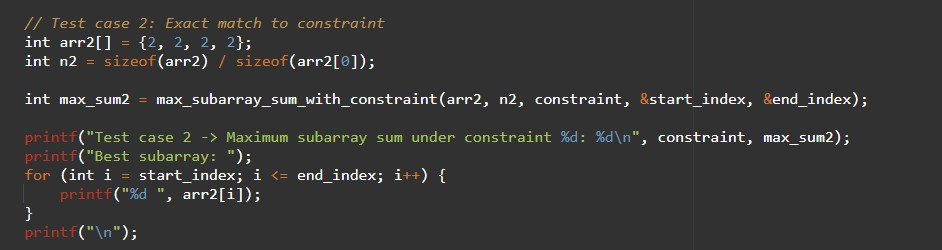 // Test case 2: Exact match to constraint
int arr2[] = {2, 2, 2, 2};
int n2 = sizeof(arr2) / sizeof(arr2[0]);
int max_sum2 = max_subarray_sum_with_constraint(arr2, n2, constraint, &start_index, &end_index);
printf("Test case 2 -> Maximum subarray sum under constraint %d: %d\n", constraint, max_sum2);
printf("Best subarray: ");
for (int i = start_index; i <= end_index; i++) {
    printf("%d ", arr2[i]);
}
printf("\n");